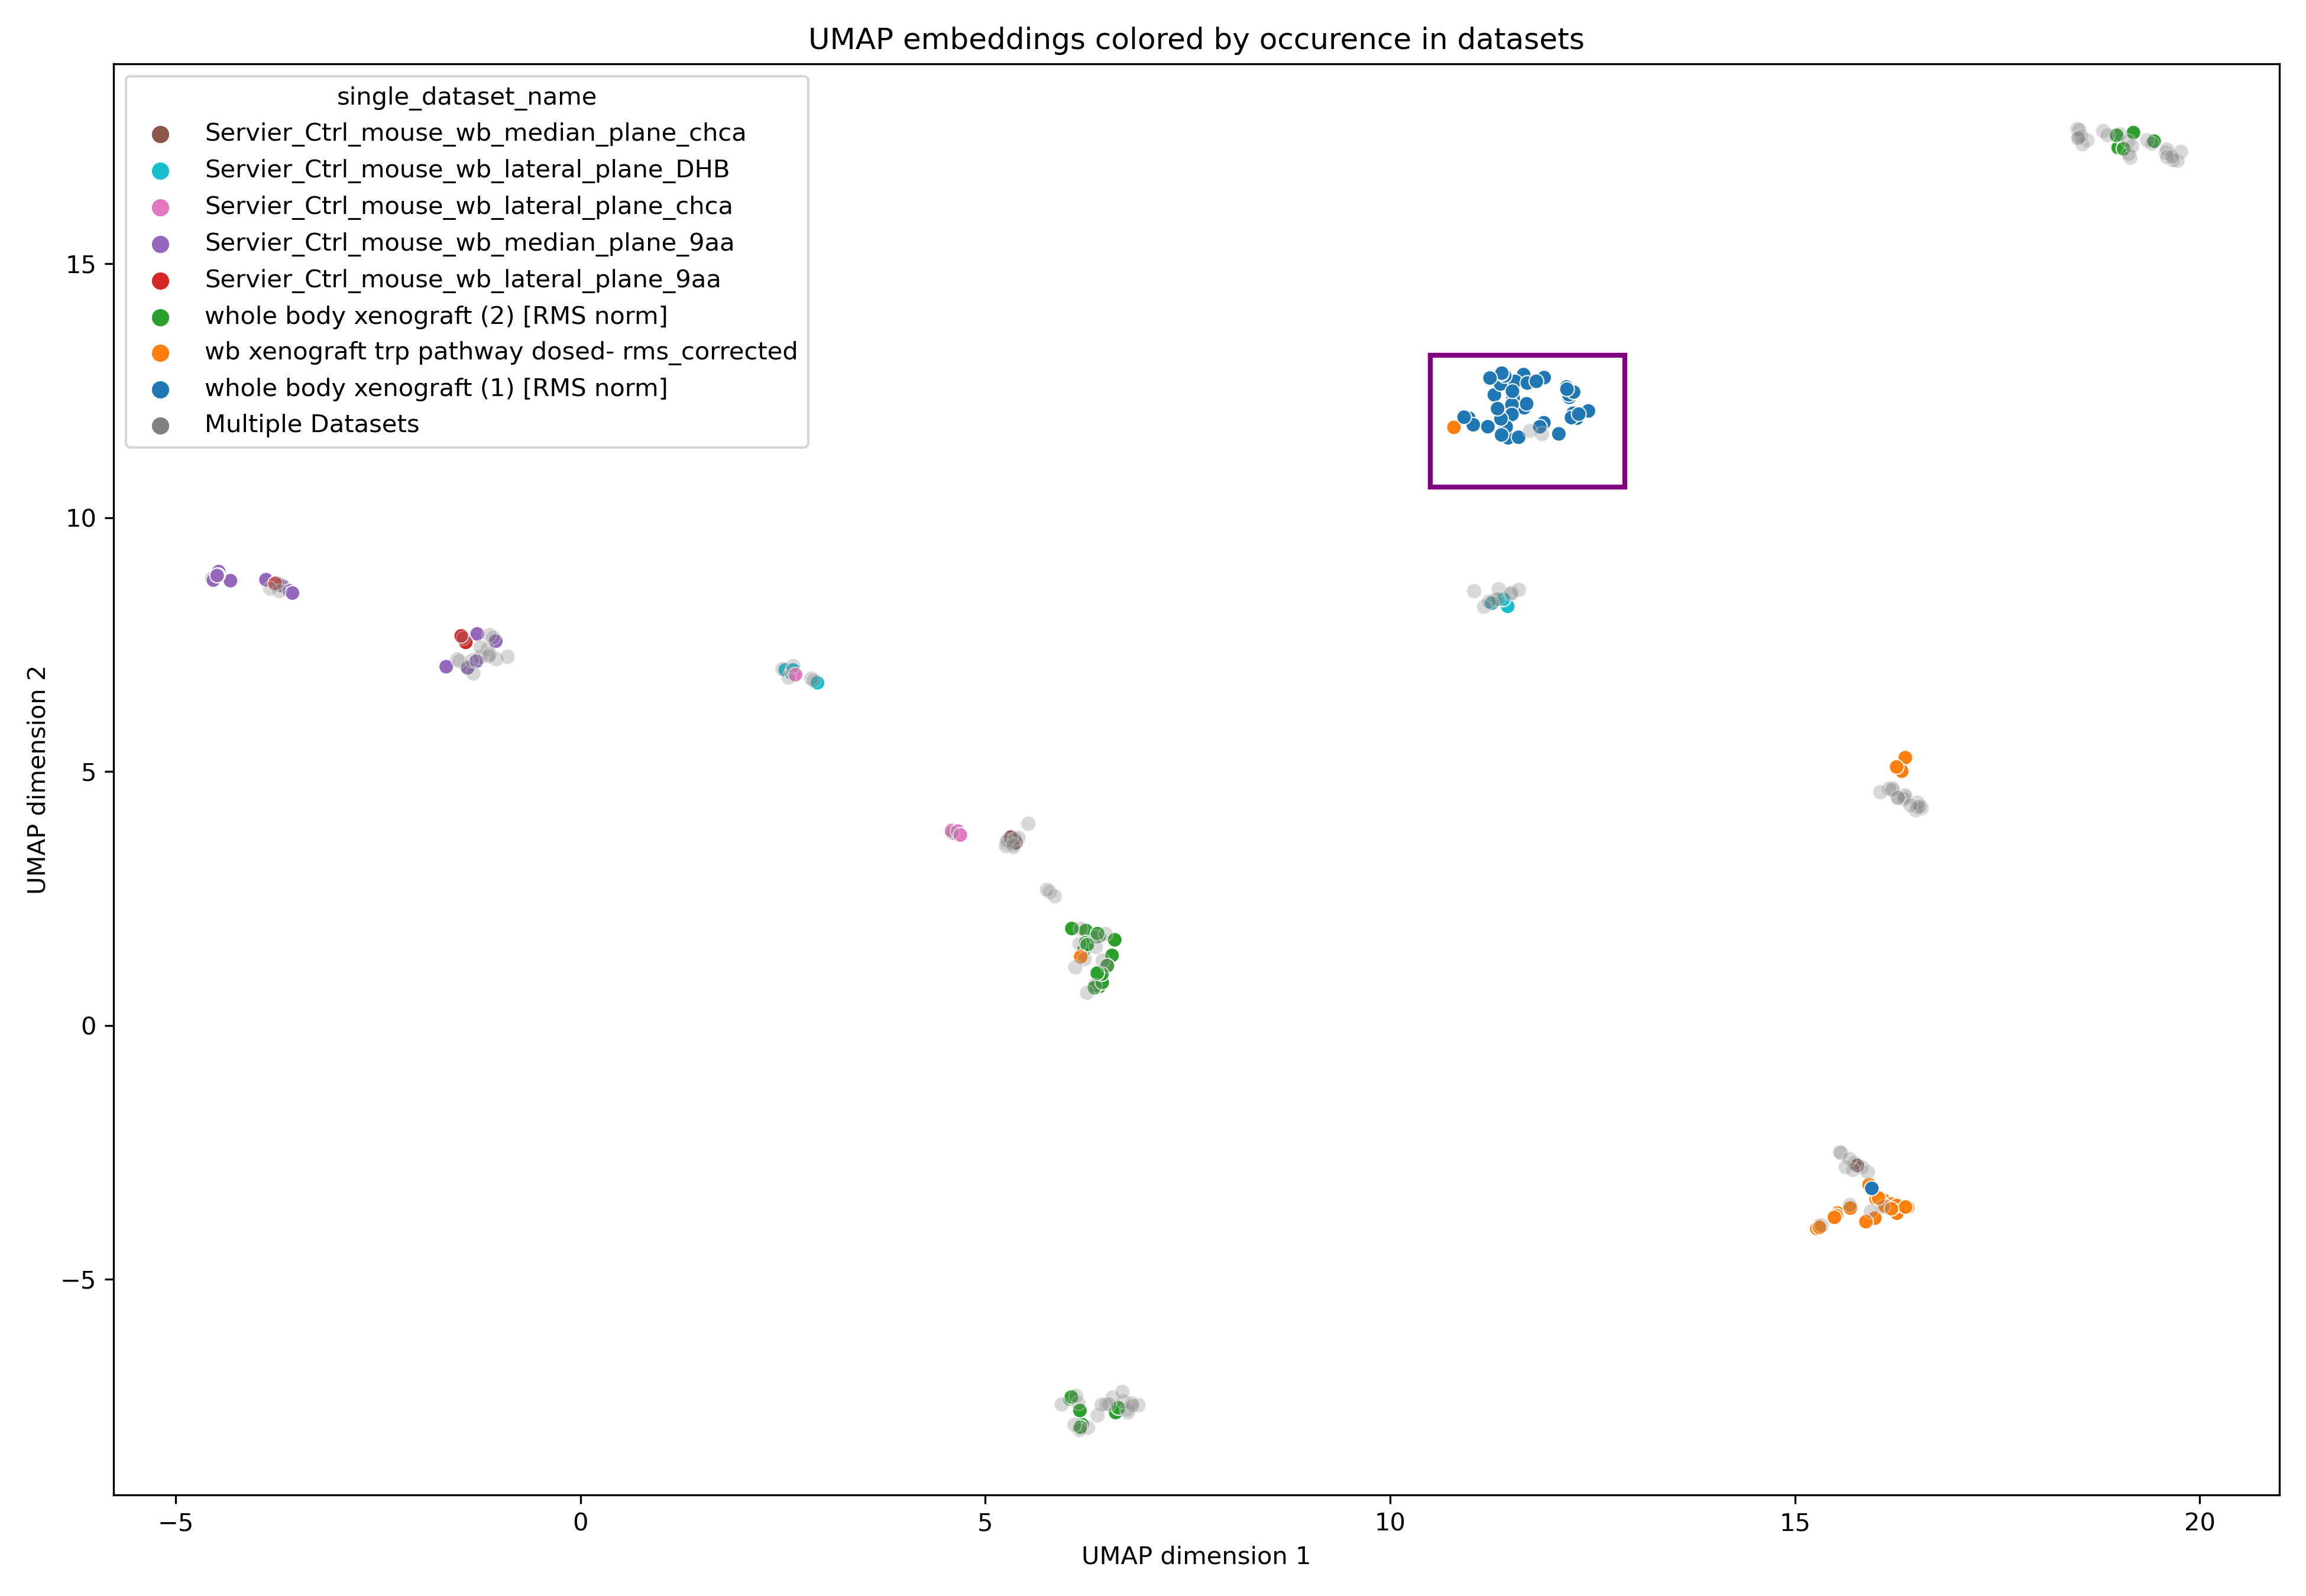 UMAP embeddings colored by occurence in datasets
single_dataset_name
Servier_Ctrl_mouse_wb_median_plane_chca
Servier_Ctrl_mouse_wb_lateral_plane_DHB
Servier_Ctrl_mouse_wb_lateral_plane_chca
Servier_Ctrl_mouse_wb_median_plane_9aa
Servier_Ctrl_mouse_wb_lateral_plane_9aa
whole body xenograft (2) [RMS norm]
wb xenograft trp pathway dosed- rms_corrected
whole body xenograft (1) [RMS norm]
Multiple Datasets
UMAP dimension 2
15
10
5
0
−5
−5
0
5
10
15
20
UMAP dimension 1